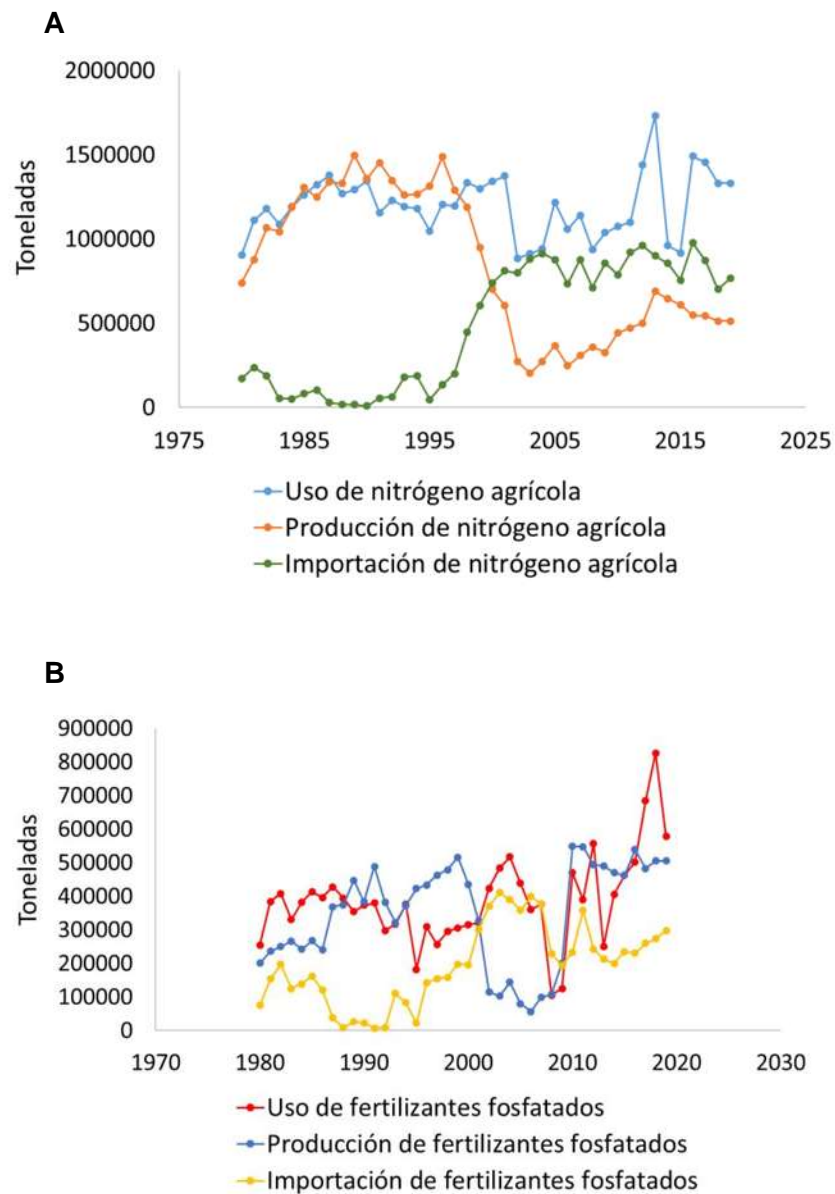 A
Toneladas
2000000
1500000
1000000
500000
0
1975 1985 1995 2005 2015 2025
Uso de nitrógeno agrícola
Producción de nitrógeno agrícola
Importación de nitrógeno agrícola
B
Toneladas
900000
800000
700000
600000
500000
400000
300000
200000
100000
0
1970 1980 1990 2000 2010 2020 2030
Uso de fertilizantes fosfatados
Producción de fertilizantes fosfatados
Importación de fertilizantes fosfatados